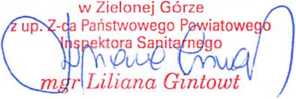 w Zielonej Górze
z up. Z-ca Państwowego Powiatowego
Inspektora Sanitarnego
mgr Liliana Gintowt